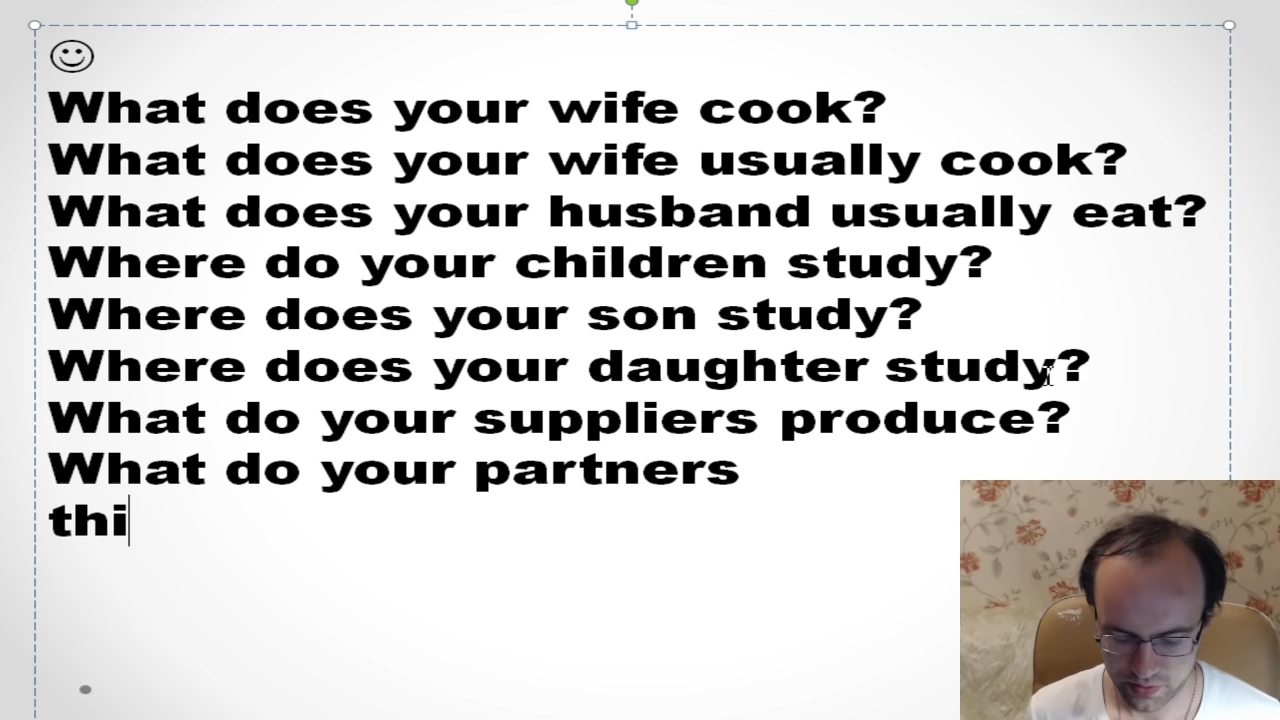 What does your wife cook?
What does your wife usually cook?
What does your husband usually eat?
Where do your children study?
Where does your son study?
Where does your daughter study?
What do your suppliers produce?
What do your partners
thi